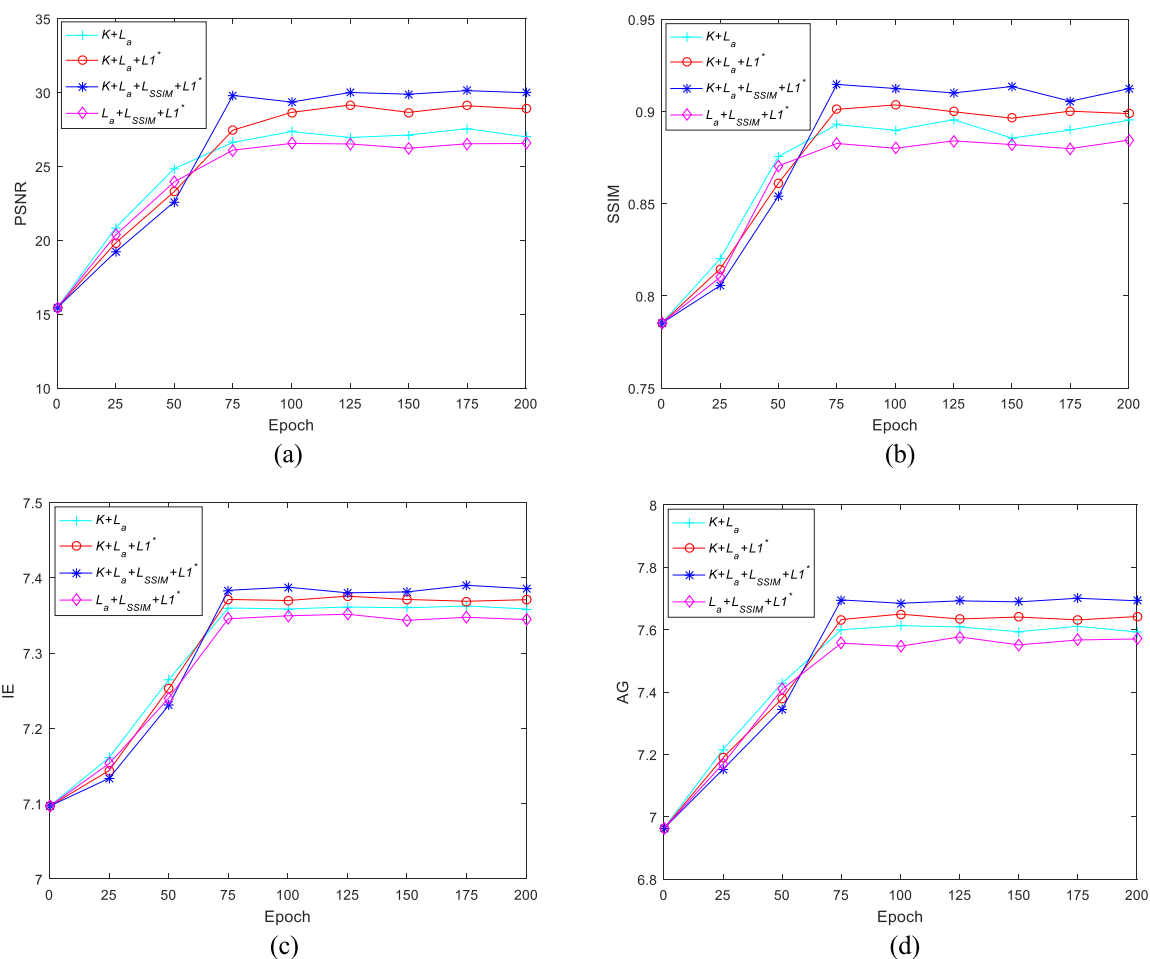 35
30
25
20
15
10
PSNR
K+La
K+La+L1*
K+La+LSSIM+L1*
La+LSSIM+L1*
0 25 50 75 100 125 150 175 200
Epoch
(a)
0.95
0.9
0.85
0.8
0.75
SSIM
K+La
K+La+L1*
K+La+LSSIM+L1*
La+LSSIM+L1*
0 25 50 75 100 125 150 175 200
Epoch
(b)
7.5
7.4
7.3
7.2
7.1
7
IE
K+La
K+La+L1*
K+La+LSSIM+L1*
La+LSSIM+L1*
0 25 50 75 100 125 150 175 200
Epoch
(c)
8
7.8
7.6
7.4
7.2
7
6.8
AG
K+La
K+La+L1*
K+La+LSSIM+L1*
La+LSSIM+L1*
0 25 50 75 100 125 150 175 200
Epoch
(d)